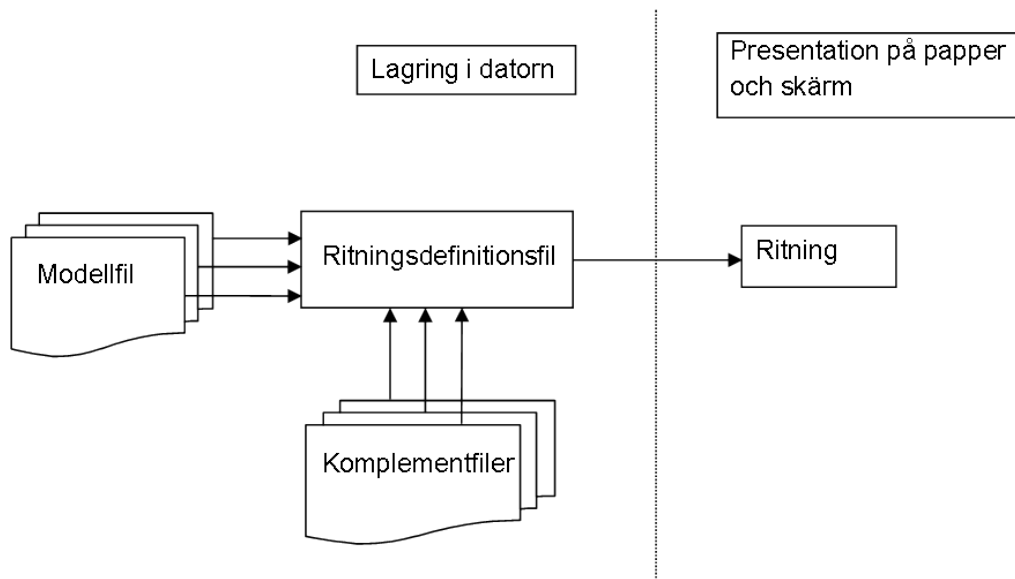 Lagring i datorn
Presentation på papper
och skärm
Modellfil
Ritningsdefinitionsfil
Ritning
Komplementfiler